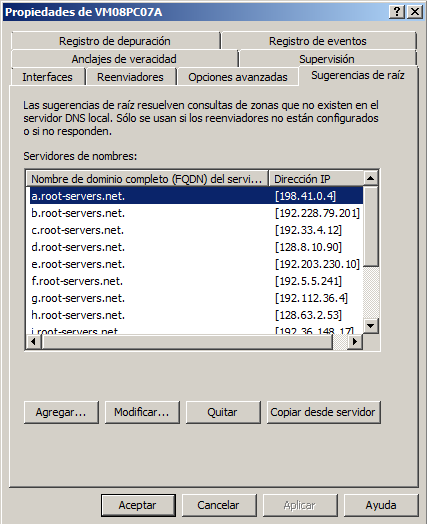 Propiedades de VM08PC07A
Registro de depuración
Registro de eventos
Anclajes de veracidad
Supervisión
Interfaces
Reenviadores
Opciones avanzadas
Sugerencias de raíz
Las sugerencias de raíz resuelven consultas de zonas que no existen en el
servidor DNS local. Sólo se usan si los reenviadores no están configurados
o si no responden.
Servidores de nombres:
Nombre de dominio completo (FQDN) del servi... Dirección IP
a.root-servers.net. [198.41.0.4]
b.root-servers.net. [192.228.79.201]
c.root-servers.net. [192.33.4.12]
d.root-servers.net. [128.8.10.90]
e.root-servers.net. [192.203.230.10]
f.root-servers.net. [192.5.5.241]
g.root-servers.net. [192.112.36.4]
h.root-servers.net. [128.63.2.53]
i.root-servers.net. [192.36.148.17]
Agregar... Modificar... Quitar Copiar desde servidor
Aceptar Cancelar Aplicar Ayuda